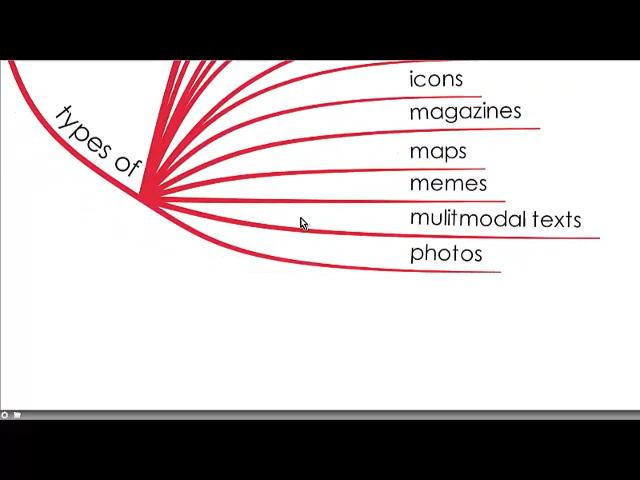 types of
icons
magazines
maps
memes
mulitmodal texts
photos